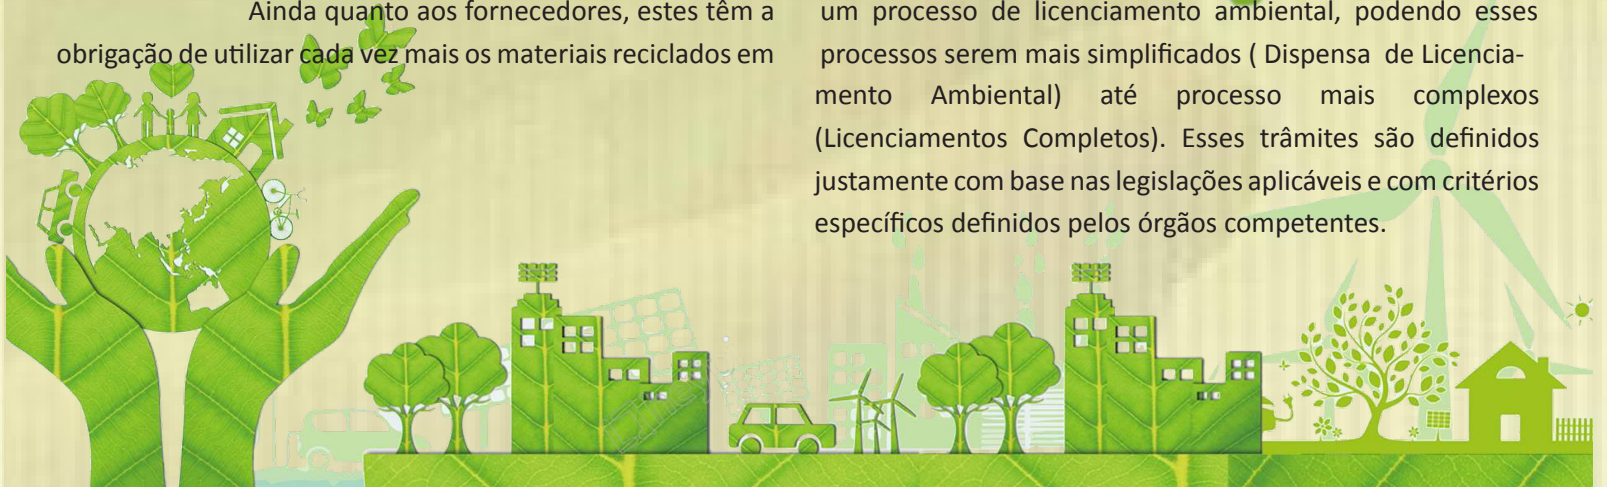 Ainda quanto aos fornecedores, estes têm a
obrigação de utilizar cada vez mais os materiais reciclados em
um processo de licenciamento ambiental, podendo esses
processos serem mais simplificados ( Dispensa de Licencia-
mento Ambiental) até processo mais complexos
(Licenciamentos Completos). Esses trâmites são definidos
justamente com base nas legislações aplicáveis e com critérios
específicos definidos pelos órgãos competentes.